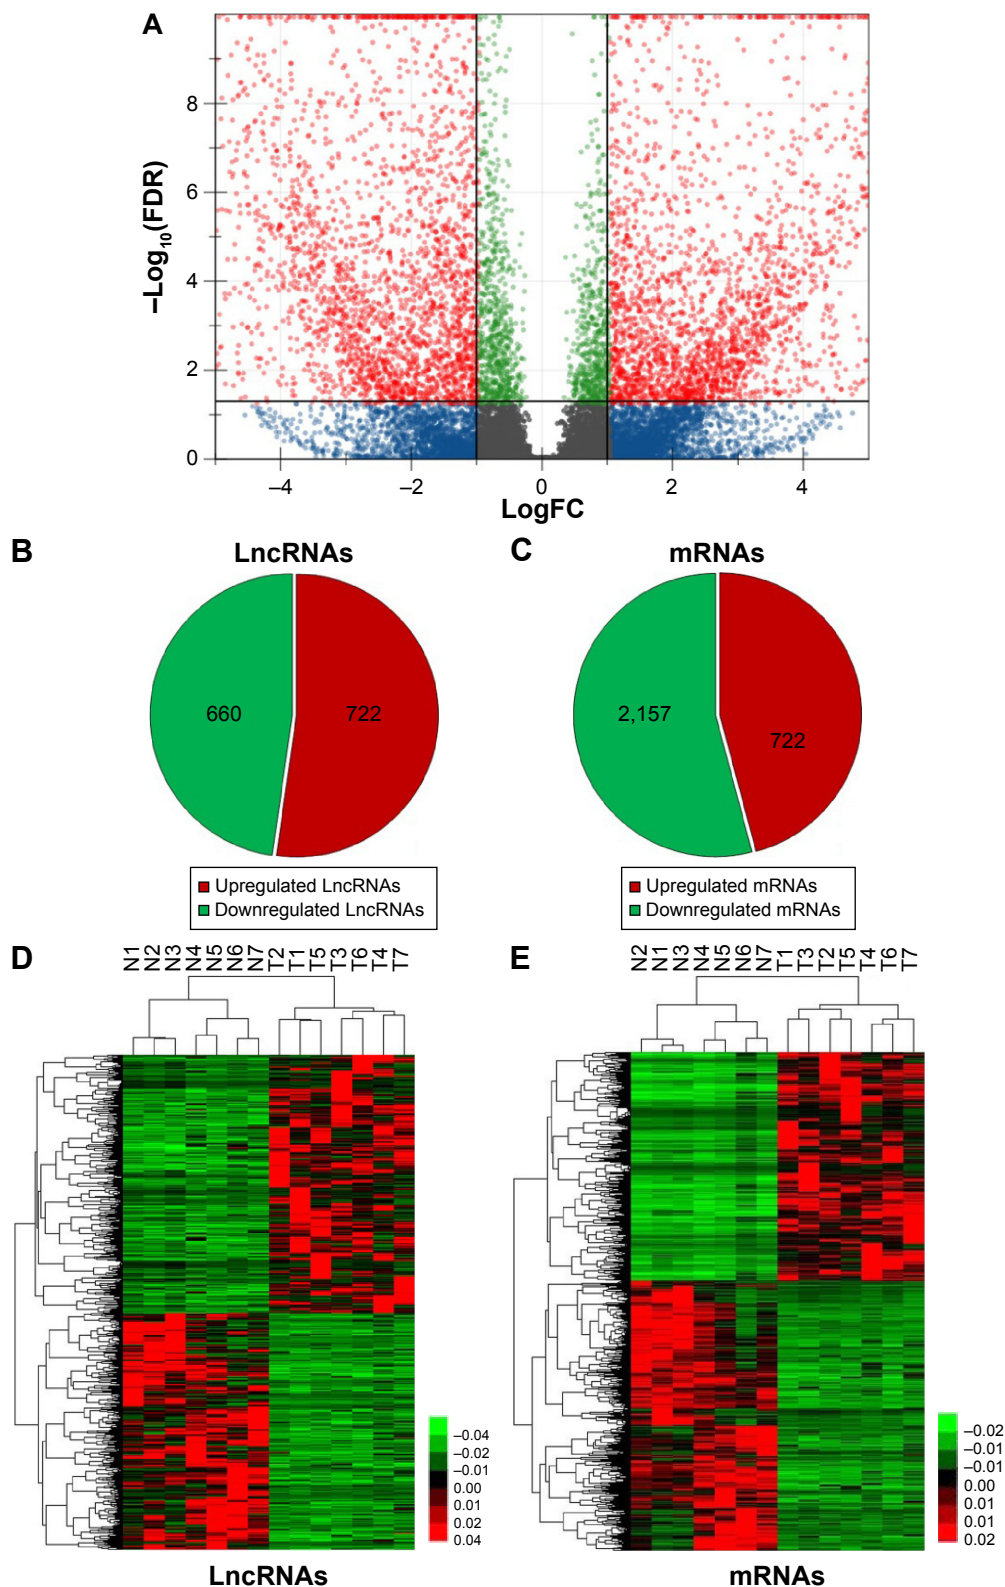 A
–Log10(FDR)
8
6
4
2
0
–4 –2 0 2 4
LogFC
B LncRNAs
660 722
Upregulated LncRNAs
Downregulated LncRNAs
C mRNAs
2,157 722
Upregulated mRNAs
Downregulated mRNAs
D
N1 N2 N3 N4 N5 N6 N7 T2 T1 T5 T3 T6 T4 T7
–0.04
–0.02
–0.01
0.00
0.01
0.02
0.04
LncRNAs
E
N2 N1 N3 N4 N5 N6 N7 T1 T3 T2 T5 T4 T6 T7
–0.02
–0.01
–0.01
0.00
0.01
0.01
0.02
mRNAs